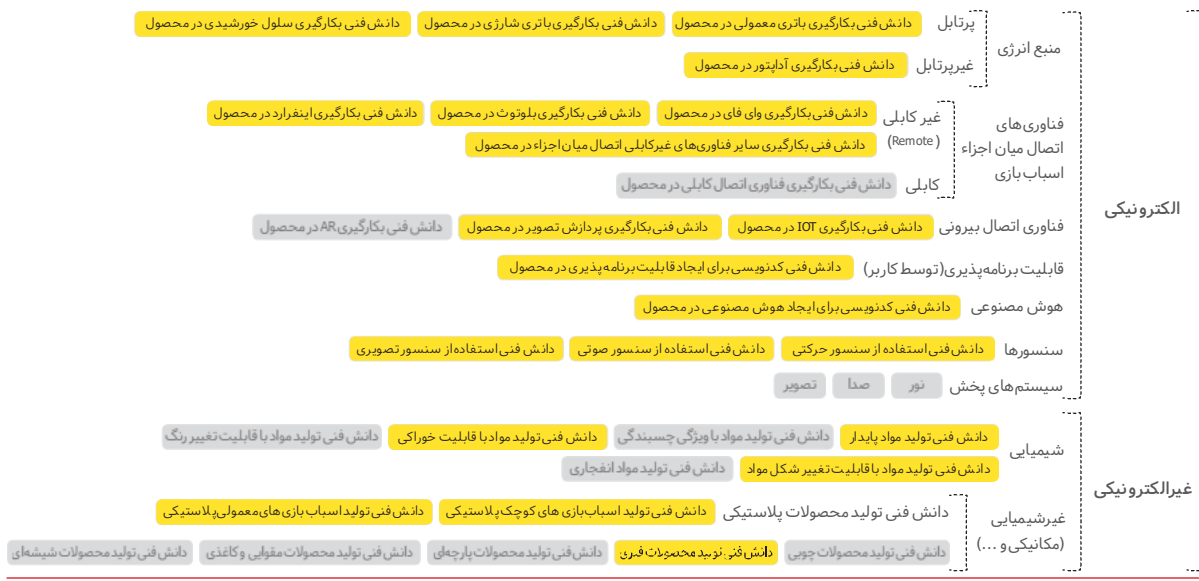 الکترونیکی
منبع انرژی
پرتابل دانش فنی بکارگیری باتری معمولی در محصول دانش فنی بکارگیری باتری شارژی در محصول دانش فنی بکارگیری سلول خورشیدی در محصول
غیرپرتابل دانش فنی بکارگیری آداپتور در محصول
فناوری‌های
اتصال میان اجزاء
اسباب بازی
غیر کابلی دانش فنی بکارگیری وای فای در محصول دانش فنی بکارگیری بلوتوث در محصول دانش فنی بکارگیری اینفرارد در محصول
(Remote) دانش فنی بکارگیری سایر فناوری‌های غیرکابلی اتصال میان اجزاء در محصول
کابلی دانش فنی بکارگیری فناوری اتصال کابلی در محصول
فناوری اتصال بیرونی دانش فنی بکارگیری IOT در محصول دانش فنی بکارگیری پردازش تصویر در محصول دانش فنی بکارگیری AR در محصول
قابلیت برنامه‌پذیری(توسط کاربر) دانش فنی کدنویسی برای ایجاد قابلیت برنامه پذیری در محصول
هوش مصنوعی دانش فنی کدنویسی برای ایجاد هوش مصنوعی در محصول
سنسورها دانش فنی استفاده از سنسور حرکتی دانش فنی استفاده از سنسور صوتی دانش فنی استفاده از سنسور تصویری
سیستم‌های پخش نور صدا تصویر
غیرالکترونیکی
شیمیایی
دانش فنی تولید مواد پایدار دانش فنی تولید مواد با ویژگی چسبندگی دانش فنی تولید مواد با قابلیت خوراکی دانش فنی تولید مواد با قابلیت تغییر رنگ
دانش فنی تولید مواد با قابلیت تغییر شکل مواد دانش فنی تولید مواد انفجاری
غیرشیمیایی
(مکانیکی و ...)
دانش فنی تولید محصولات پلاستیکی دانش فنی تولید اسباب‌بازی های کوچک پلاستیکی دانش فنی تولید اسباب بازی‌های معمولی پلاستیکی
دانش فنی تولید محصولات چوبی دانش فنی تولید محصولات فنری دانش فنی تولید محصولات پارچه‌ای دانش فنی تولید محصولات مقوایی و کاغذی دانش فنی تولید محصولات شیشه‌ای